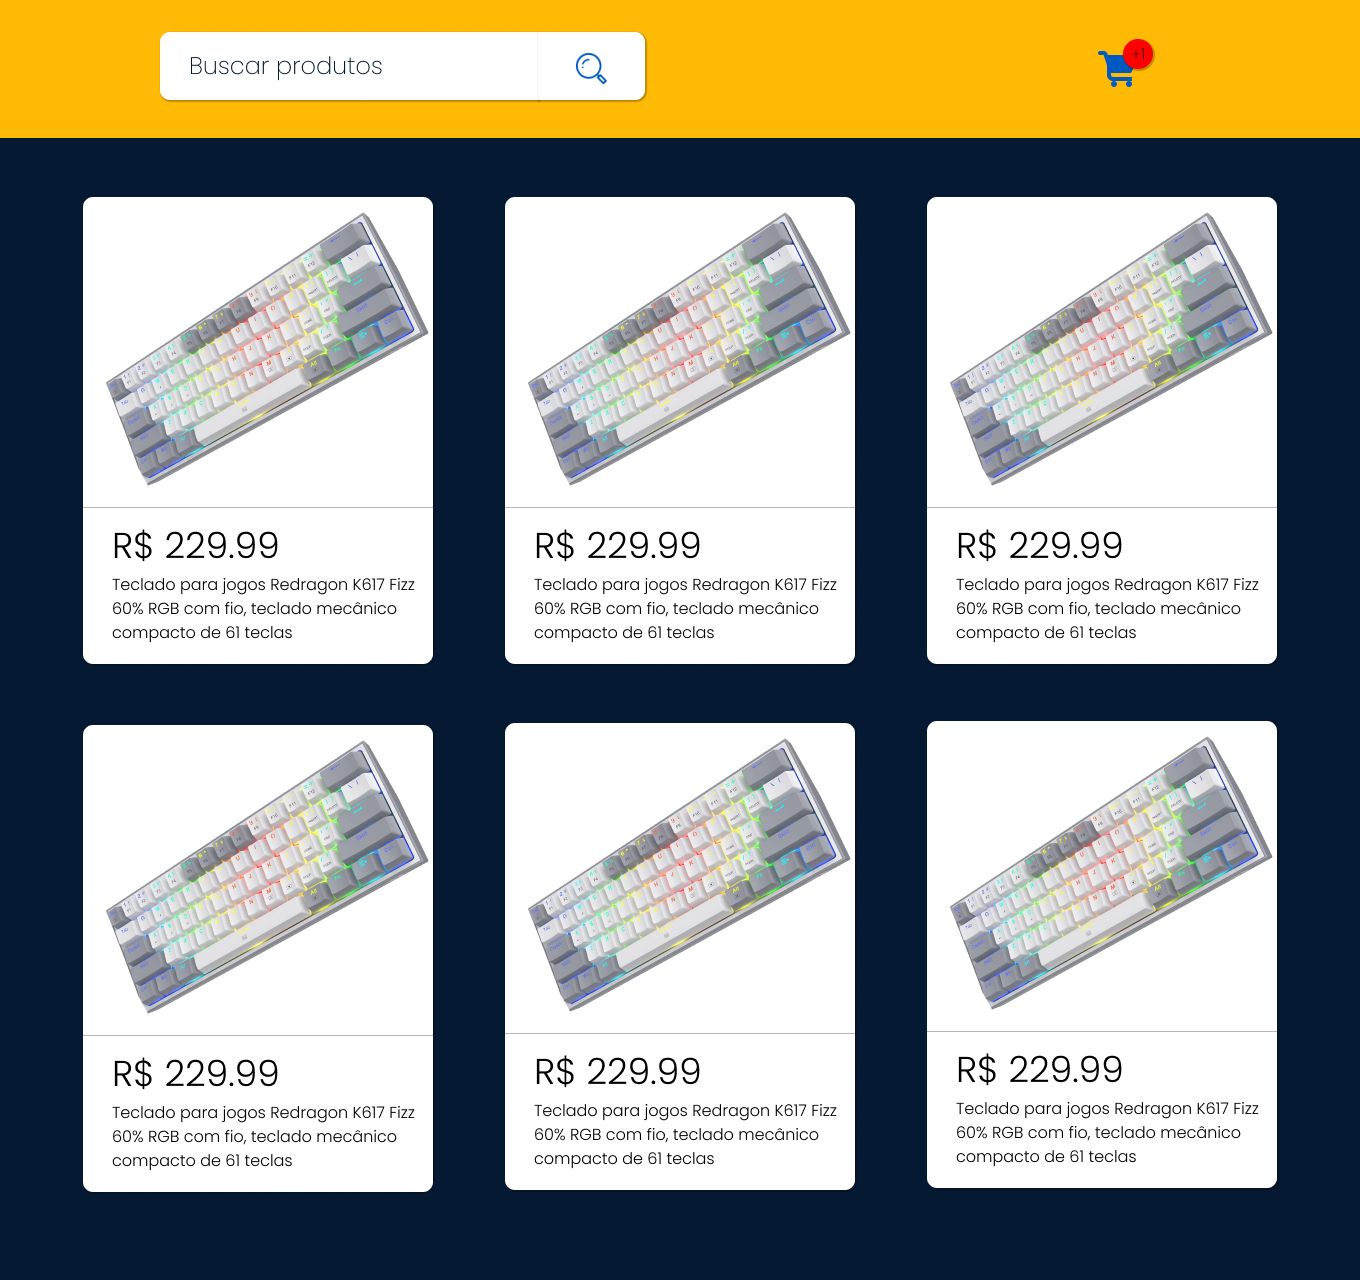 Buscar produtos
+1
R$ 229.99
Teclado para jogos Redragon K617 Fizz
60% RGB com fio, teclado mecânico
compacto de 61 teclas
R$ 229.99
Teclado para jogos Redragon K617 Fizz
60% RGB com fio, teclado mecânico
compacto de 61 teclas
R$ 229.99
Teclado para jogos Redragon K617 Fizz
60% RGB com fio, teclado mecânico
compacto de 61 teclas
R$ 229.99
Teclado para jogos Redragon K617 Fizz
60% RGB com fio, teclado mecânico
compacto de 61 teclas
R$ 229.99
Teclado para jogos Redragon K617 Fizz
60% RGB com fio, teclado mecânico
compacto de 61 teclas
R$ 229.99
Teclado para jogos Redragon K617 Fizz
60% RGB com fio, teclado mecânico
compacto de 61 teclas